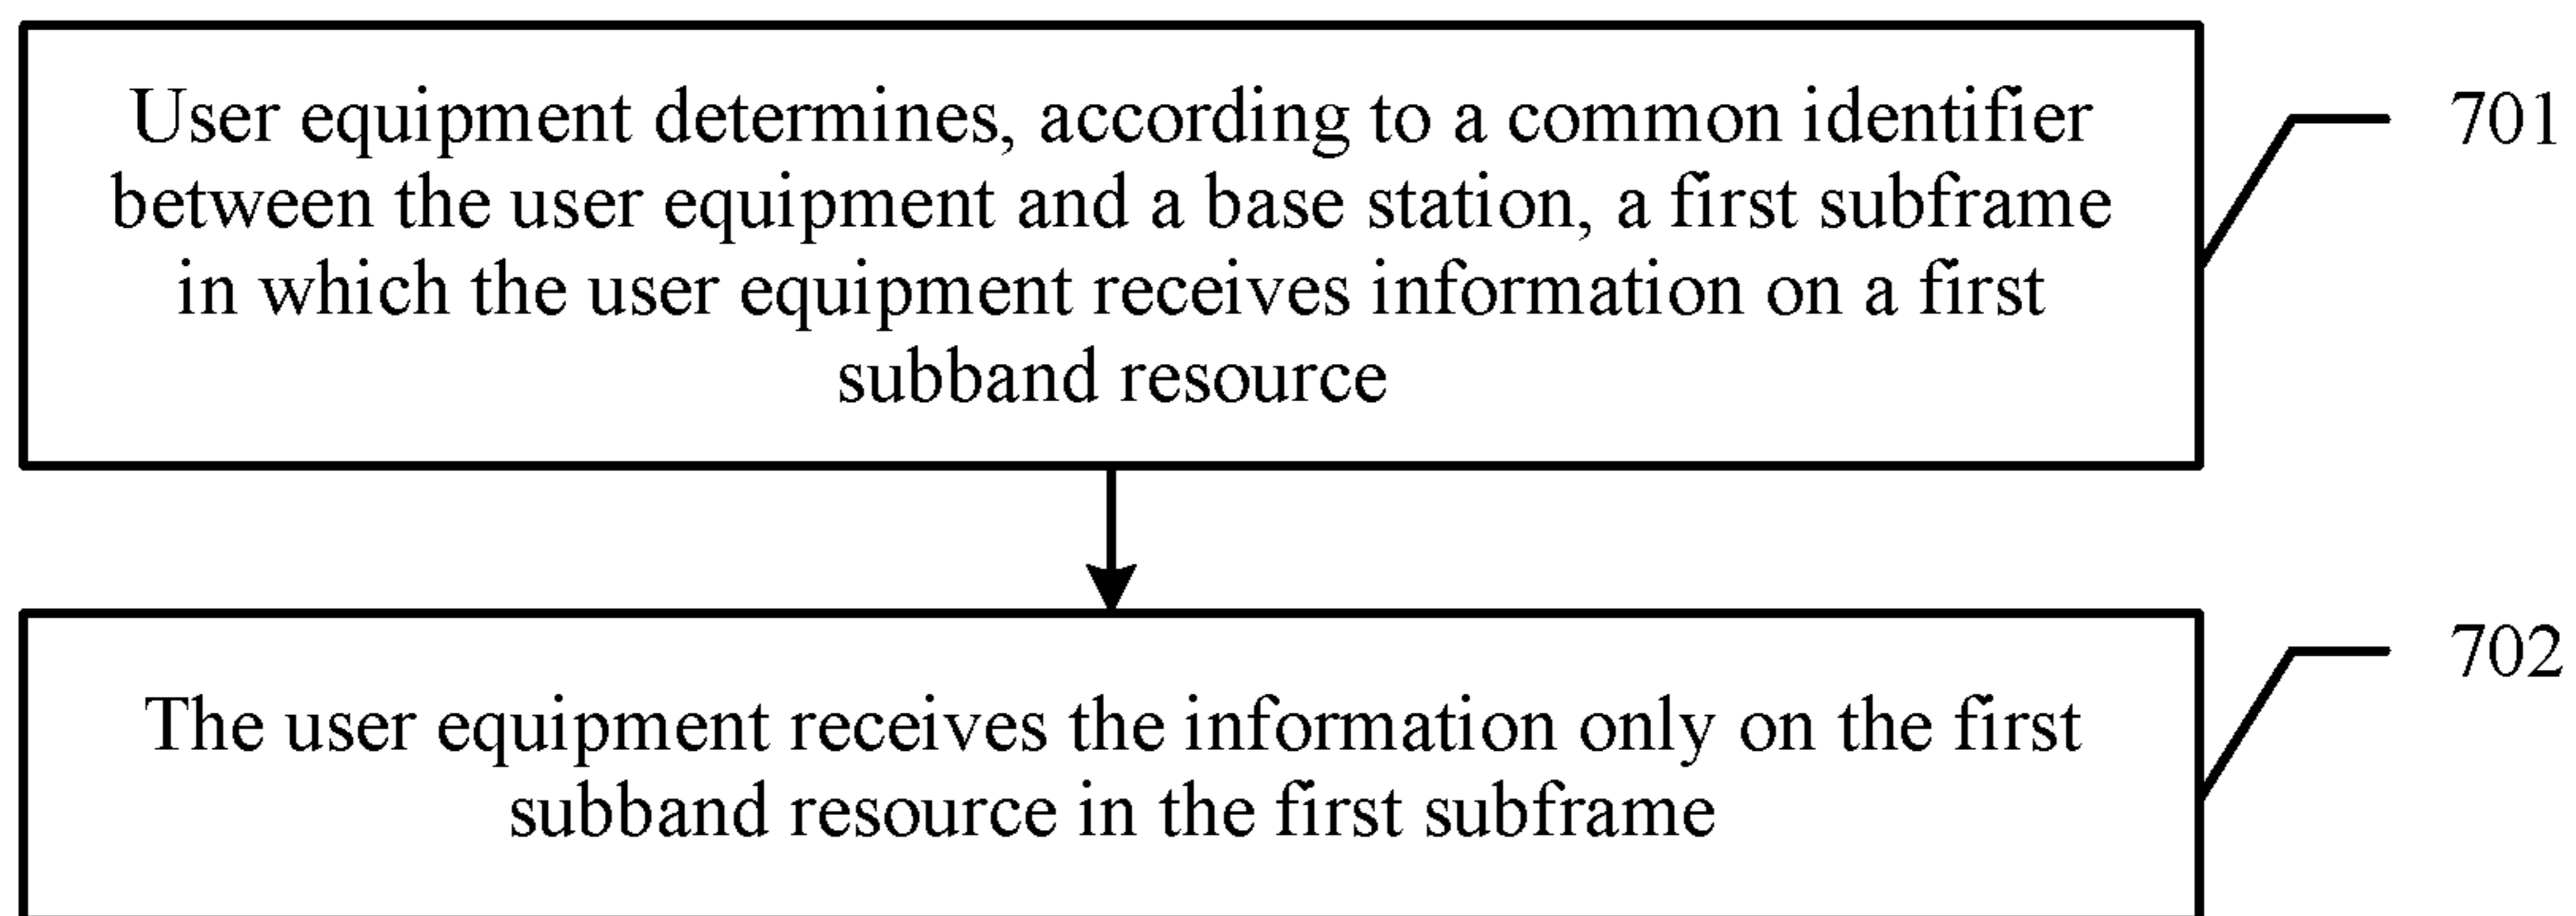 User equipment determines, according to a common identifier
between the user equipment and a base station, a first subframe
in which the user equipment receives information on a first
subband resource
701
The user equipment receives the information only on the first
subband resource in the first subframe
702